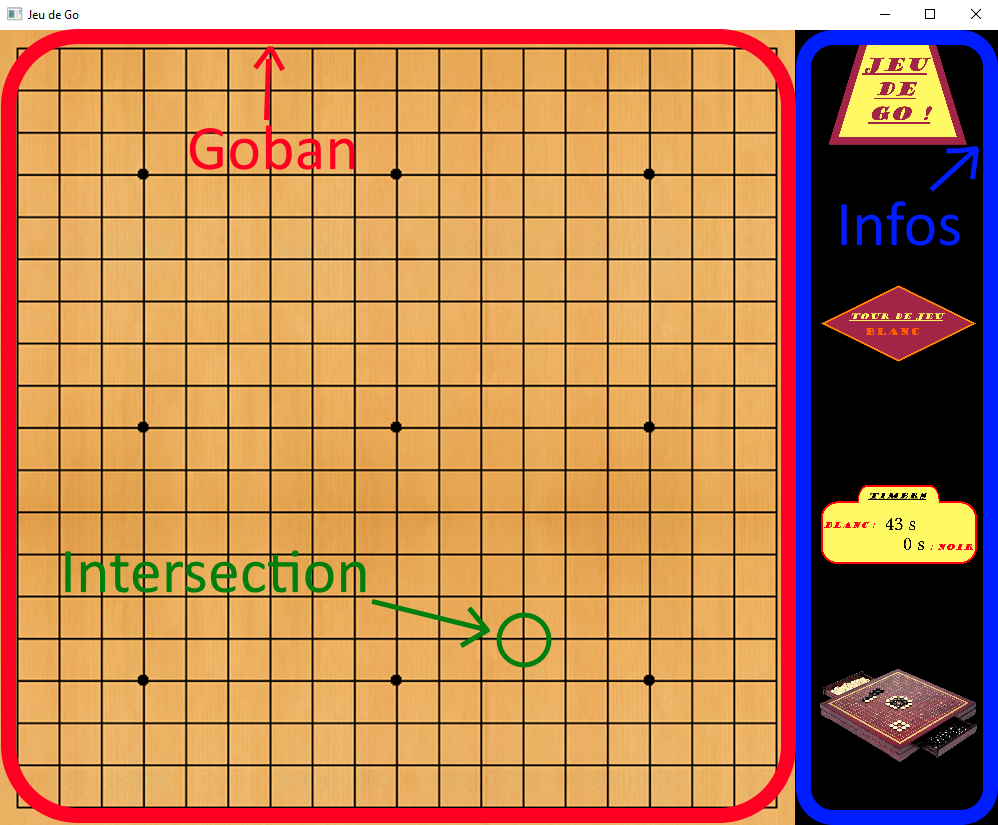 Jeu de Go
Goban
Intersection
JEU
DE
GO !
Infos
TOUR DE JEU
BLANC
TIMERS
BLANC : 43 s
0 s : NOIR